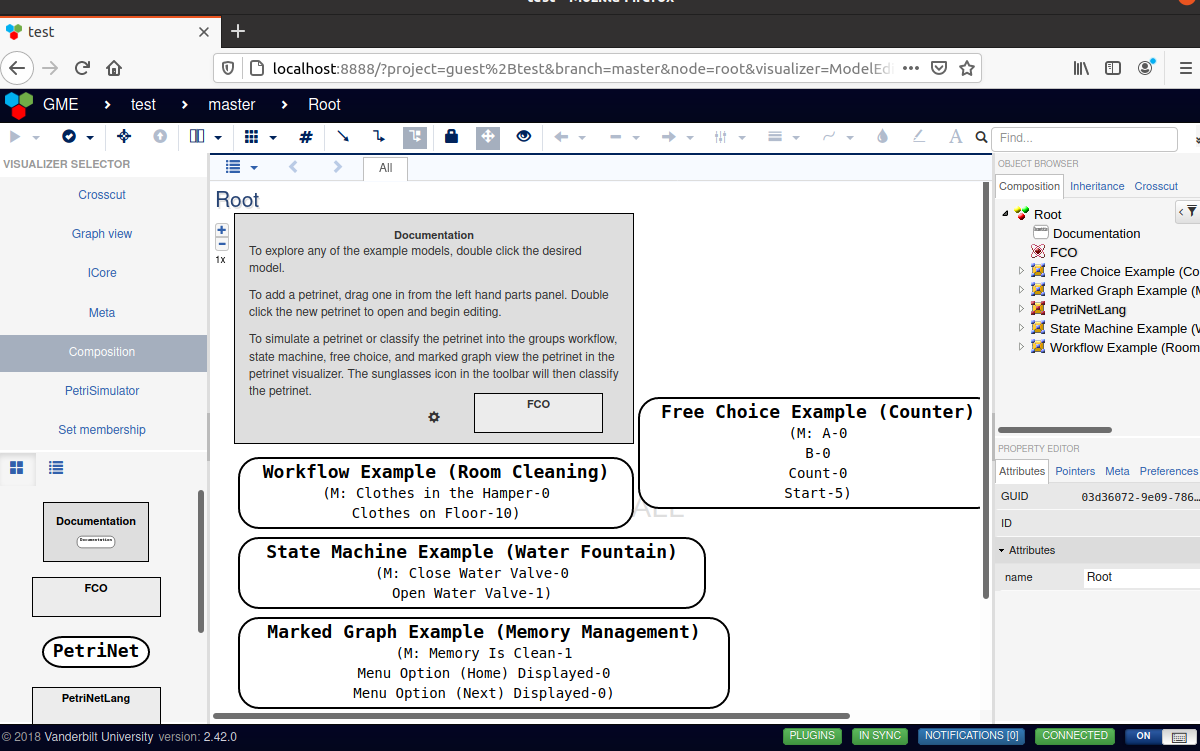 test - Mozilla Firefox
test
localhost:8888/?project=guest%2Btest&branch=master&node=root&visualizer=ModelEdi
GME > test > master > Root
Find...
VISUALIZER SELECTOR
Crosscut
Graph view
ICore
Meta
Composition
PetriSimulator
Set membership
Documentation
Documentation
FCO
PetriNet
PetriNetLang
All
Root
1x
Documentation
To explore any of the example models, double click the desired
model.
To add a petrinet, drag one in from the left hand parts panel. Double
click the new petrinet to open and begin editing.
To simulate a petrinet or classify the petrinet into the groups workflow,
state machine, free choice, and marked graph view the petrinet in the
petrinet visualizer. The sunglasses icon in the toolbar will then classify
the petrinet.
FCO
Free Choice Example (Counter)
(M: A-0
B-0
Count-0
Start-5)
ALL
Workflow Example (Room Cleaning)
(M: Clothes in the Hamper-0
Clothes on Floor-10)
State Machine Example (Water Fountain)
(M: Close Water Valve-0
Open Water Valve-1)
Marked Graph Example (Memory Management)
(M: Memory Is Clean-1
Menu Option (Home) Displayed-0
Menu Option (Next) Displayed-0)
OBJECT BROWSER
Composition Inheritance Crosscut
Root
Documentation
FCO
Free Choice Example (Co
Marked Graph Example (M
PetriNetLang
State Machine Example (W
Workflow Example (Room
PROPERTY EDITOR
Attributes Pointers Meta Preferences
GUID 03d36072-9e09-786...
ID
Attributes
name Root
© 2018 Vanderbilt University version: 2.42.0
PLUGINS IN SYNC NOTIFICATIONS [0] CONNECTED ON